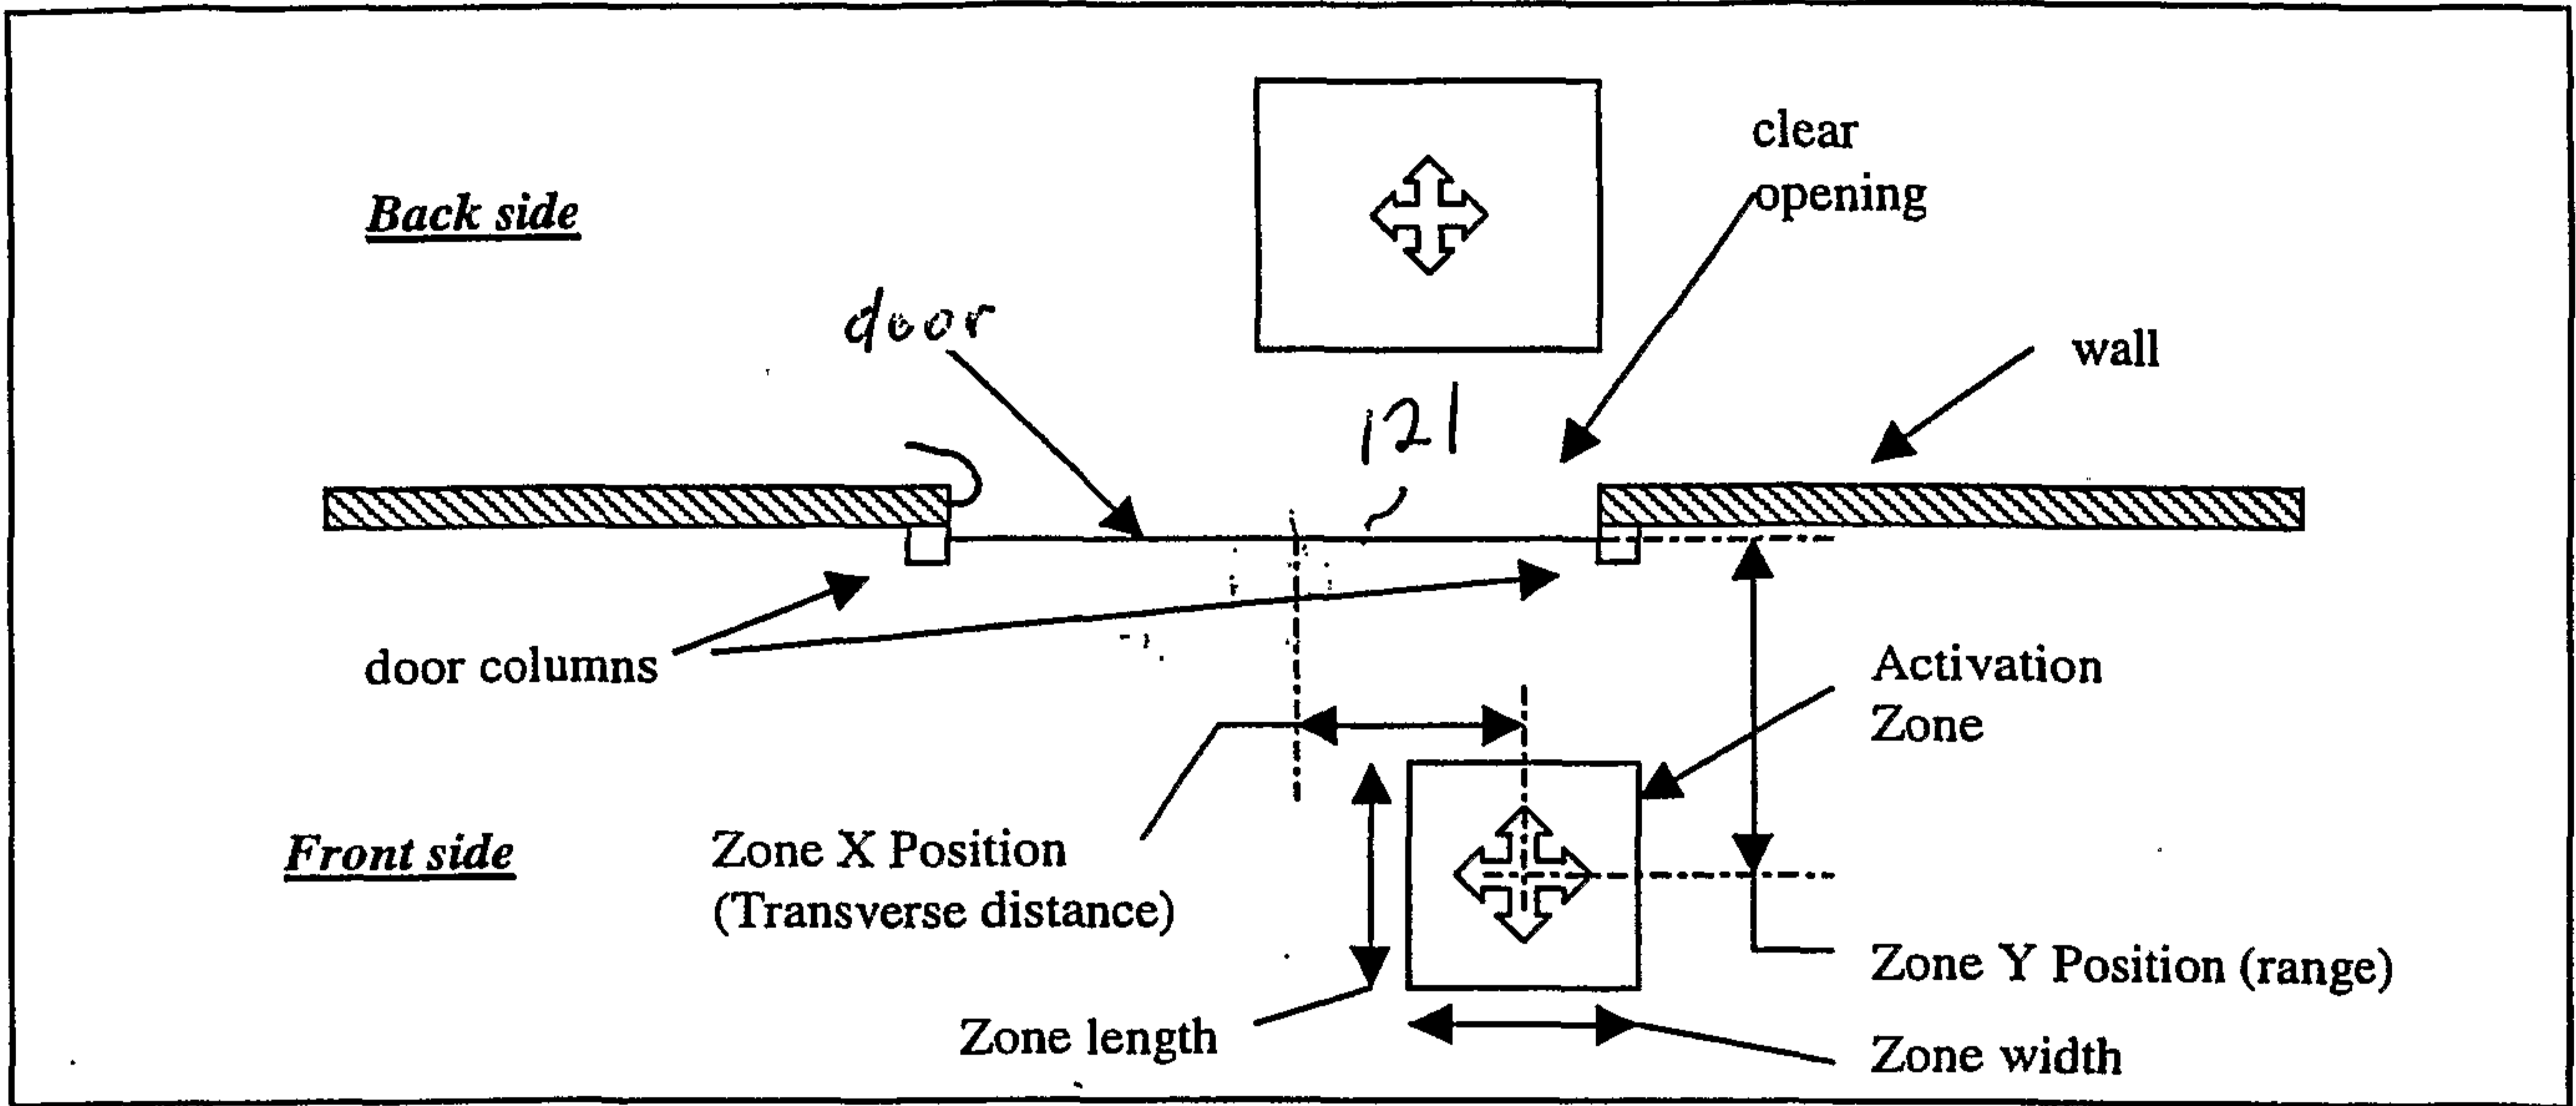 clear
opening
Back side
door
wall
121
door columns
Activation
Zone
Zone X Position
(Transverse distance)
Front side
Zone Y Position (range)
Zone length
Zone width